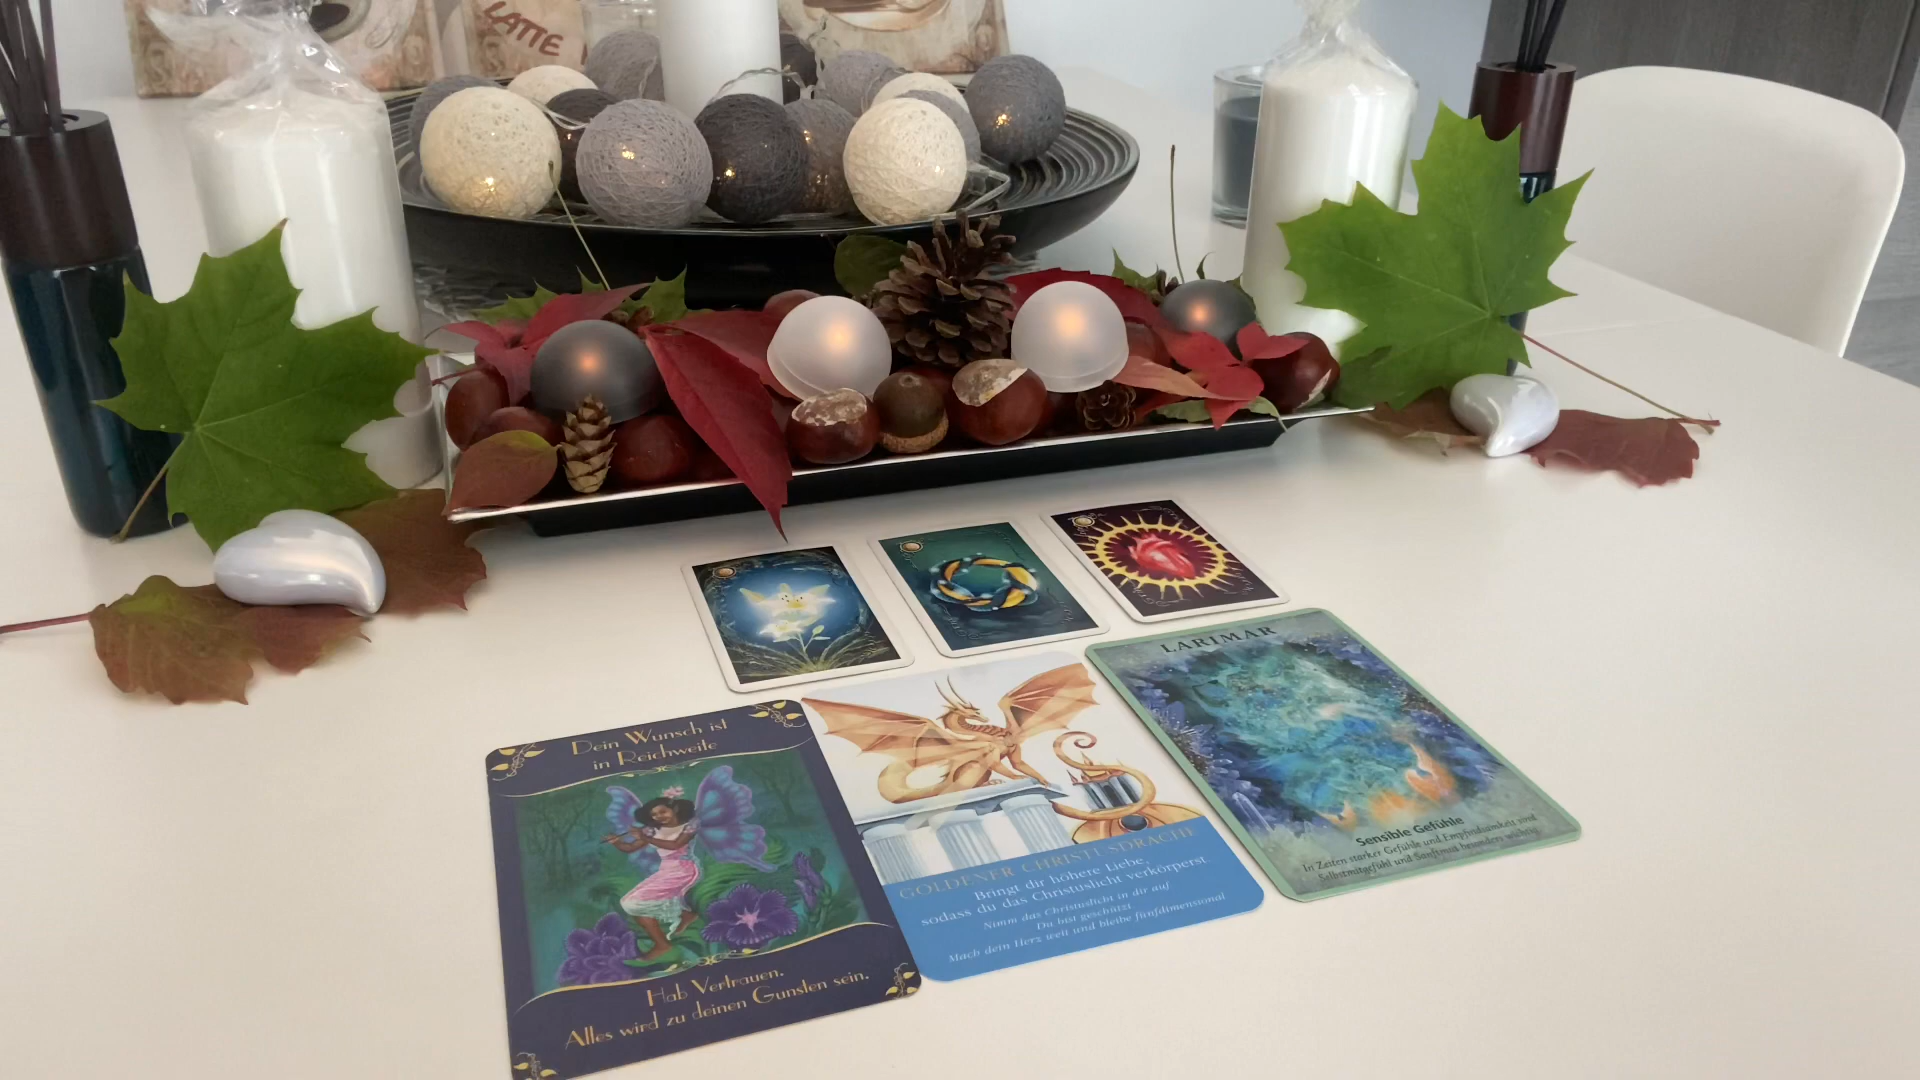 LATTE
Dein Wunsch ist
in Reichweite
Hab Vertrauen.
Alles wird zu deinen Gunsten sein.
GOLDENER CHRISTUSDRACHE
Bringt dir höhere Liebe,
sodass du das Christuslicht verkörperst.
Nimm das Christuslicht in dir auf
Du bist geschützt
Mach dein Herz weit und bleibe fünfdimensional
LARIMAR
Sensible Gefühle
In Zeiten starker Gefühle und Empfindsamkeit sind
Selbstmitgefühl und Sanftmut besonders wichtig.